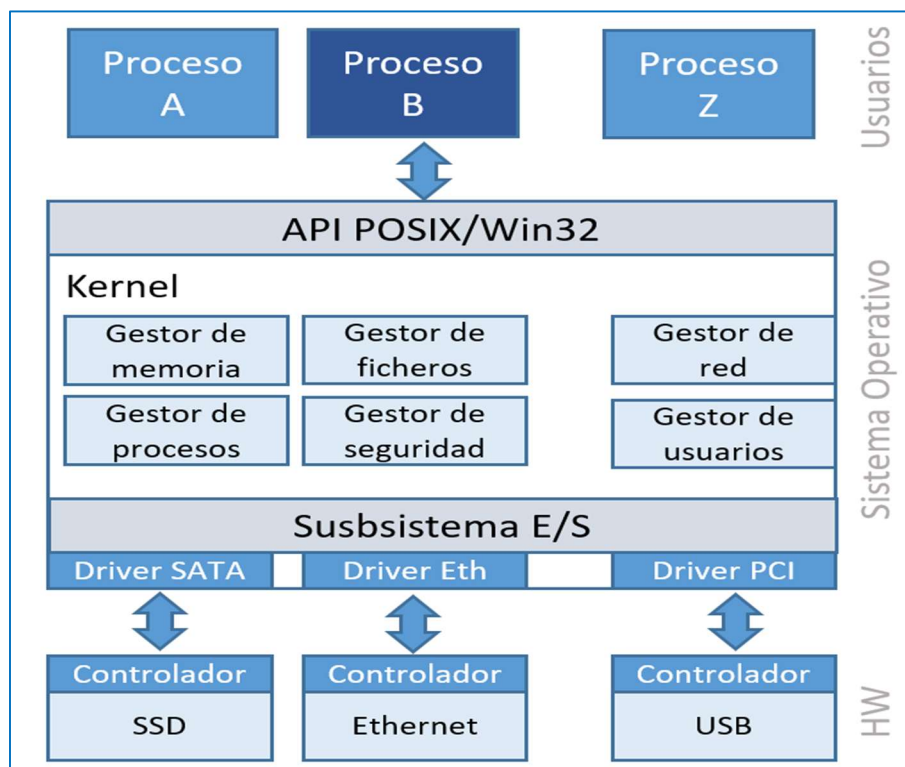 Proceso
A
Proceso
B
Proceso
Z
Usuarios
API POSIX/Win32
Kernel
Gestor de
memoria
Gestor de
ficheros
Gestor de
red
Gestor de
procesos
Gestor de
seguridad
Gestor de
usuarios
Sistema Operativo
Susbsistema E/S
Driver SATA
Driver Eth
Driver PCI
Controlador
SSD
Controlador
Ethernet
Controlador
USB
HW